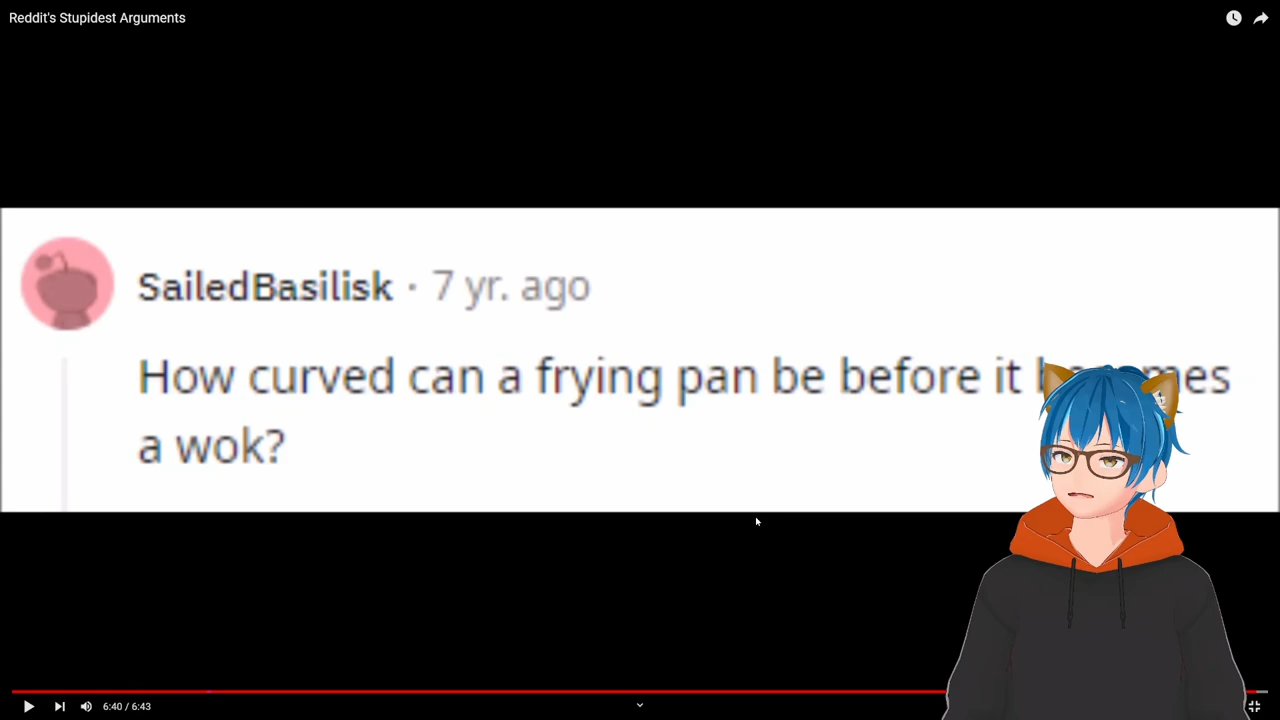 Reddit's Stupidest Arguments
SailedBasilisk · 7 yr. ago
How curved can a frying pan be before it
a wok?
6:40 / 6:43